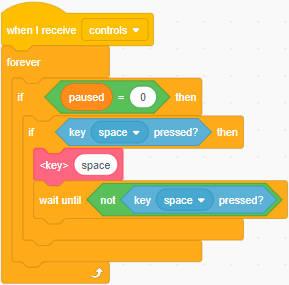 when I receive controls
forever
if paused = 0 then
if key space pressed? then
<key> space
wait until not key space pressed?